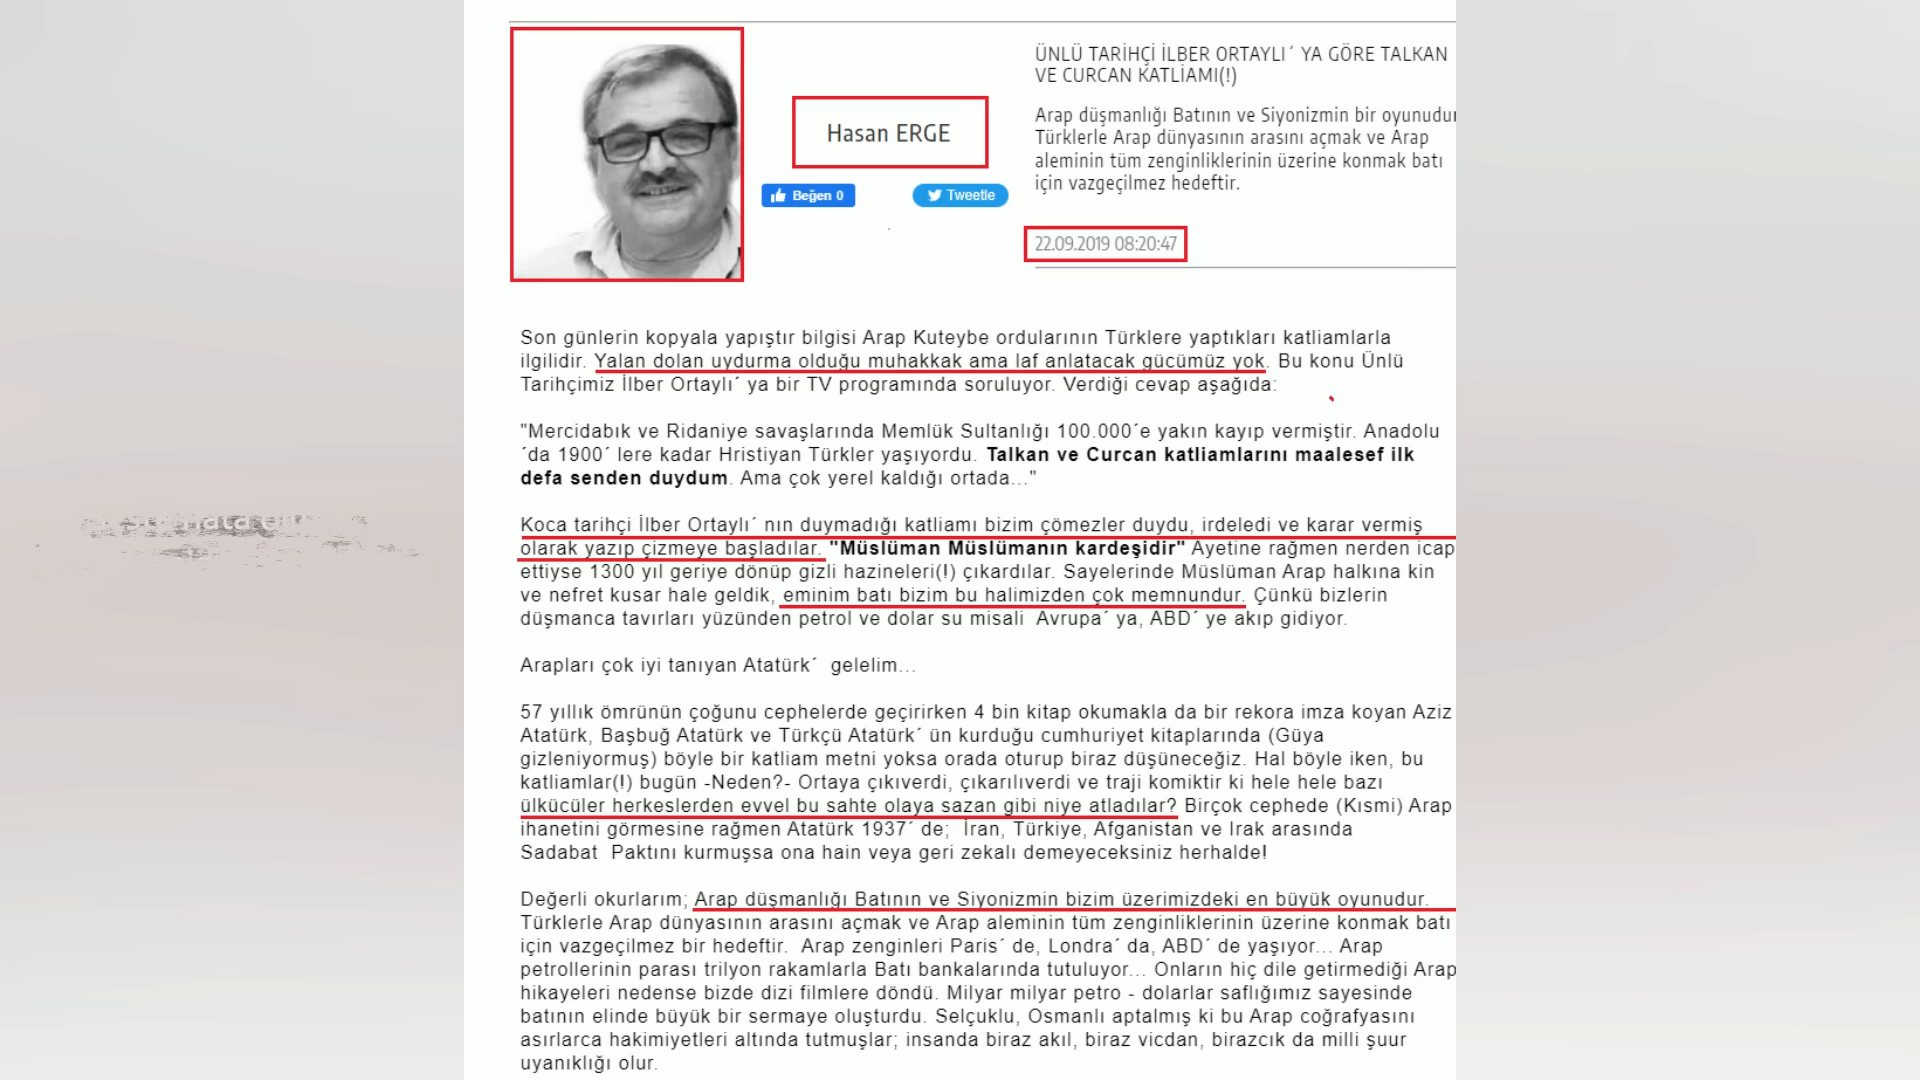 Hasan ERGE
Beğen 0
Tweetle
ÜNLÜ TARİHÇİ İLBER ORTAYLI´ YA GÖRE TALKAN
VE CURCAN KATLİAMI(!)
Arap düşmanlığı Batının ve Siyonizmin bir oyunudur
Türklerle Arap dünyasının arasını açmak ve Arap
aleminin tüm zenginliklerinin üzerine konmak batı
için vazgeçilmez hedeftir.
22.09.2019 08:20:47
Son günlerin kopyala yapıştır bilgisi Arap Kuteybe ordularının Türklere yaptıkları katliamlarla
ilgilidir. Yalan dolan uydurma olduğu muhakkak ama laf anlatacak gücümüz yok. Bu konu Ünlü
Tarihçimiz İlber Ortaylı´ ya bir TV programında soruluyor. Verdiği cevap aşağıda:
"Mercidabık ve Ridaniye savaşlarında Memlük Sultanlığı 100.000´e yakın kayıp vermiştir. Anadolu
´da 1900´ lere kadar Hristiyan Türkler yaşıyordu. Talkan ve Curcan katliamlarını maalesef ilk
defa senden duydum. Ama çok yerel kaldığı ortada..."
Koca tarihçi İlber Ortaylı´ nın duymadığı katliamı bizim çömezler duydu, irdeledi ve karar vermiş
olarak yazıp çizmeye başladılar. "Müslüman Müslümanın kardeşidir" Ayetine rağmen nerden icap
ettiyse 1300 yıl geriye dönüp gizli hazineleri(!) çıkardılar. Sayelerinde Müslüman Arap halkına kin
ve nefret kusar hale geldik, eminim batı bizim bu halimizden çok memnundur. Çünkü bizlerin
düşmanca tavırları yüzünden petrol ve dolar su misali Avrupa´ ya, ABD´ ye akıp gidiyor.
Arapları çok iyi tanıyan Atatürk´ gelelim...
57 yıllık ömrünün çoğunu cephelerde geçirirken 4 bin kitap okumakla da bir rekora imza koyan Aziz
Atatürk, Başbuğ Atatürk ve Türkçü Atatürk´ ün kurduğu cumhuriyet kitaplarında (Güya
gizleniyormuş) böyle bir katliam metni yoksa orada oturup biraz düşüneceğiz. Hal böyle iken, bu
katliamlar(!) bugün -Neden?- Ortaya çıkıverdi, çıkarılıverdi ve traji komiktir ki hele hele bazı
ülkücüler herkeslerden evvel bu sahte olaya sazan gibi niye atladılar? Birçok cephede (Kısmi) Arap
ihanetini görmesine rağmen Atatürk 1937´ de; İran, Türkiye, Afganistan ve Irak arasında
Sadabat Paktını kurmuşsa ona hain veya geri zekalı demeyeceksiniz herhalde!
Değerli okurlarım; Arap düşmanlığı Batının ve Siyonizmin bizim üzerimizdeki en büyük oyunudur.
Türklerle Arap dünyasının arasını açmak ve Arap aleminin tüm zenginliklerinin üzerine konmak batı
için vazgeçilmez bir hedeftir. Arap zenginleri Paris´ de, Londra´ da, ABD´ de yaşıyor... Arap
petrollerinin parası trilyon rakamlarla Batı bankalarında tutuluyor... Onların hiç dile getirmediği Arap
hikayeleri nedense bizde dizi filmlere döndü. Milyar milyar petro - dolarlar saflığımız sayesinde
batının elinde büyük bir sermaye oluşturdu. Selçuklu, Osmanlı aptalmış ki bu Arap coğrafyasını
asırlarca hakimiyetleri altında tutmuşlar; insanda biraz akıl, biraz vicdan, birazcık da milli şuur
uyanıklığı olur.